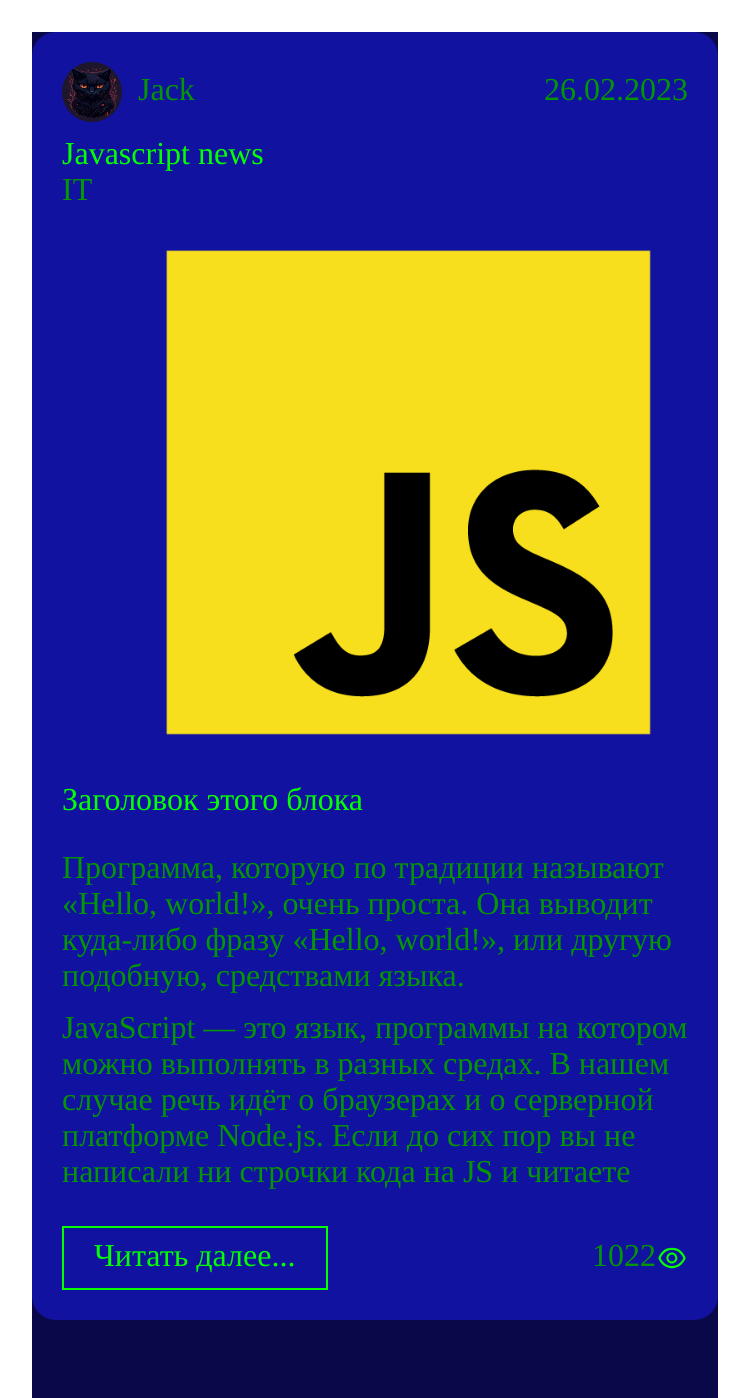 Jack 26.02.2023
Javascript news
IT
JS
Заголовок этого блока
Программа, которую по традиции называют
«Hello, world!», очень проста. Она выводит
куда-либо фразу «Hello, world!», или другую
подобную, средствами языка.
JavaScript — это язык, программы на котором
можно выполнять в разных средах. В нашем
случае речь идёт о браузерах и о серверной
платформе Node.js. Если до сих пор вы не
написали ни строчки кода на JS и читаете
Читать далее... 1022